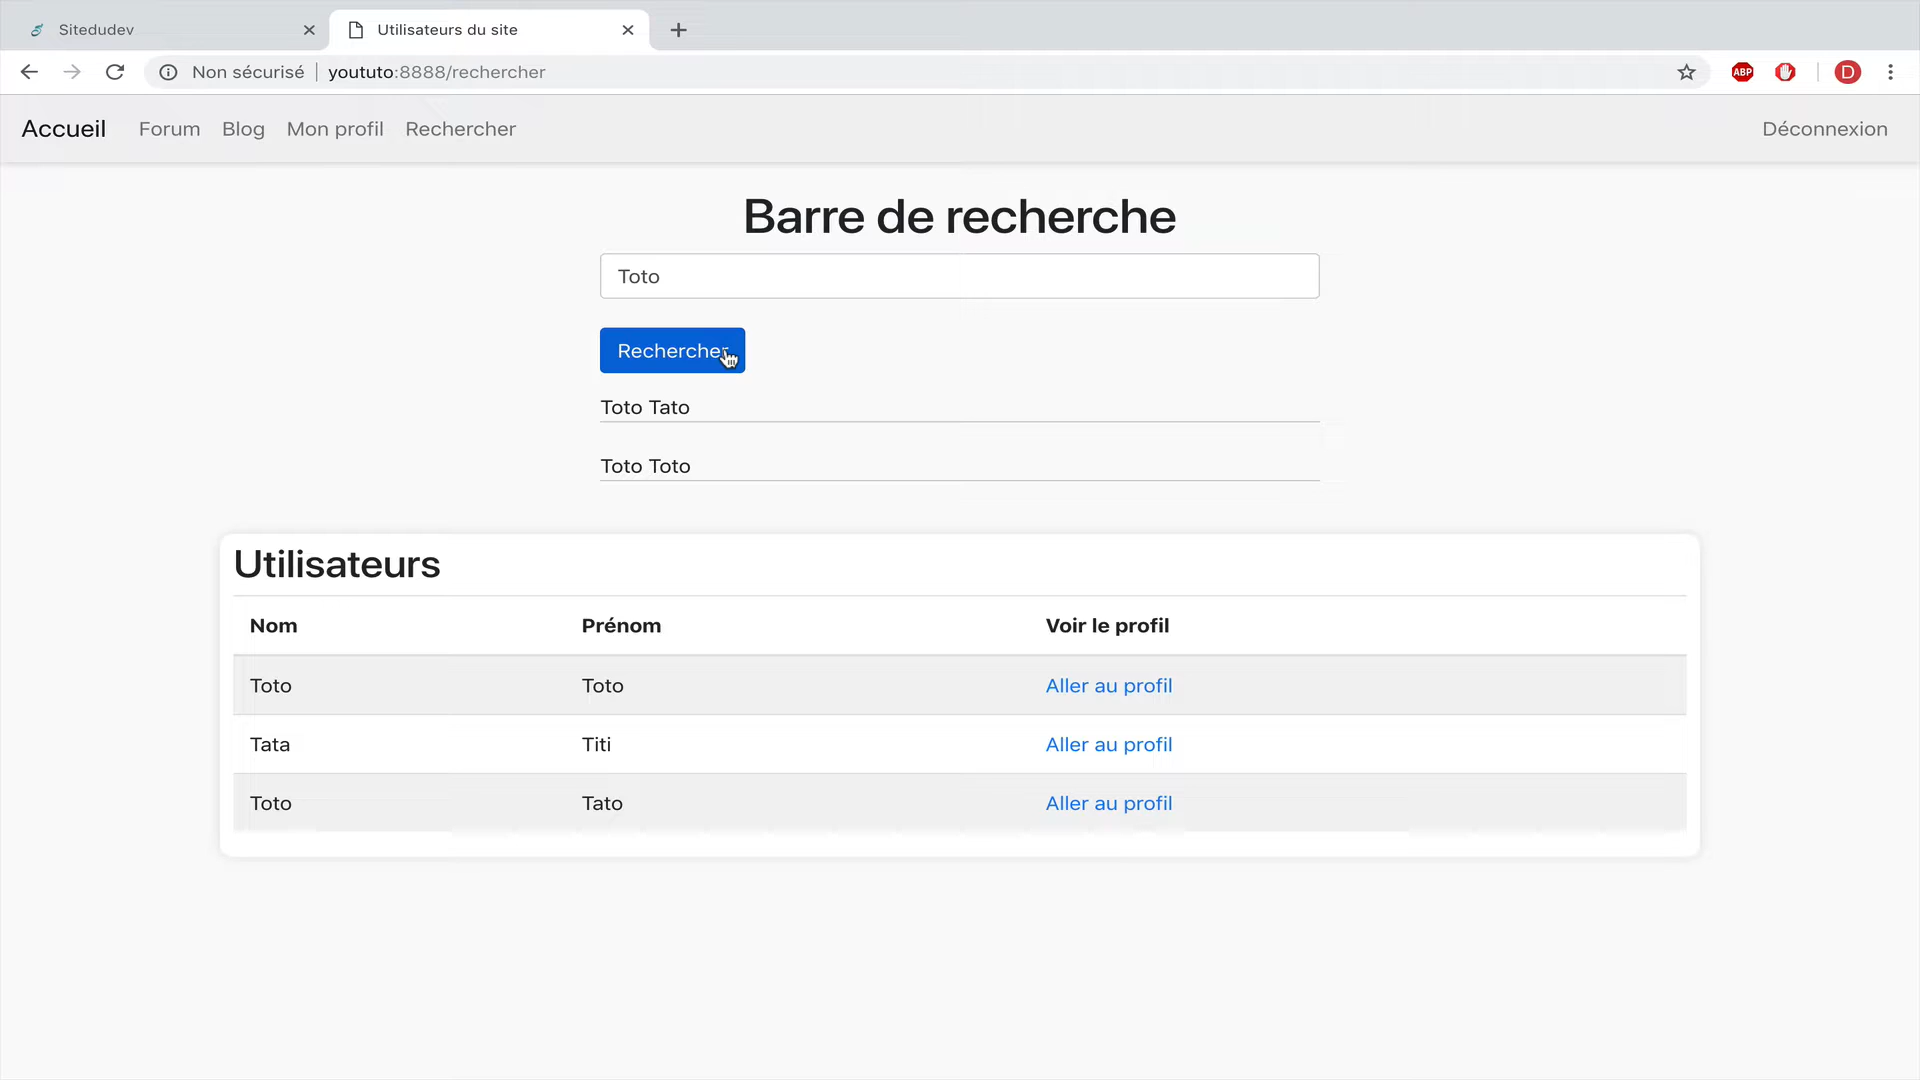 Sitedudev
Utilisateurs du site
Non sécurisé
yoututo:8888/rechercher
ABP
D
Accueil
Forum
Blog
Mon profil
Rechercher
Déconnexion
Barre de recherche
Toto
Rechercher
Toto Tato
Toto Toto
Utilisateurs
Nom Prénom Voir le profil
Toto Toto Aller au profil
Tata Titi Aller au profil
Toto Tato Aller au profil